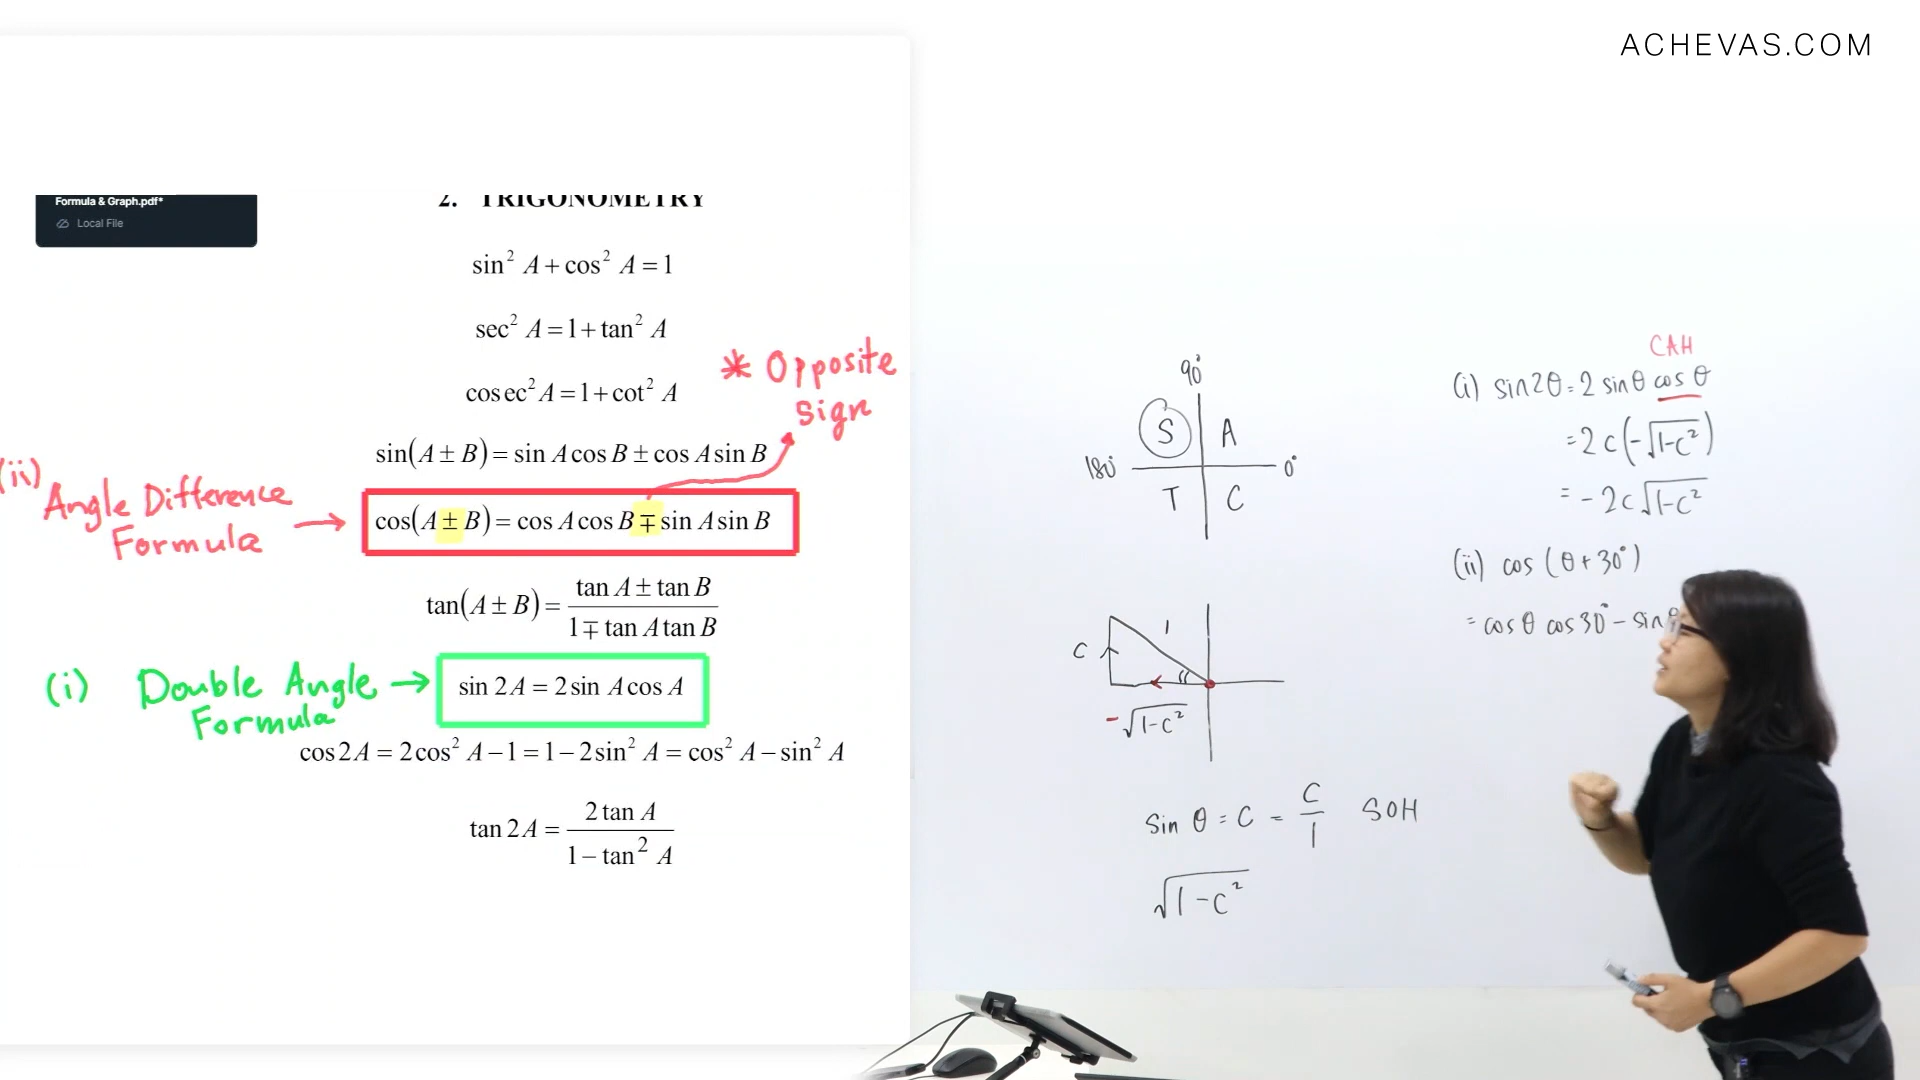 ACHEVAS.COM
Formula & Graph.pdf*
Local File
2. TRIGONOMETRY
sin² A + cos² A = 1
sec² A = 1 + tan² A
cosec² A = 1 + cot² A
* Opposite
Sign
sin(A ± B) = sin A cos B ± cos A sin B
(ii)
Angle Difference
Formula →
cos(A ± B) = cos A cos B ∓ sin A sin B
tan(A ± B) = (tan A ± tan B)/(1 ∓ tan A tan B)
(i) Double Angle →
Formula
sin 2A = 2 sin A cos A
cos 2A = 2 cos² A − 1 = 1 − 2 sin² A = cos² A − sin² A
tan 2A = (2 tan A)/(1 − tan² A)
90°
S A
180° 0°
T C
1
C
-√(1-c²)
Sin θ = C = C/1 SOH
√(1-c²)
CAH
(i) sin2θ = 2 sinθ cos θ
= 2c(-√(1-c²))
= -2c√(1-c²)
(ii) cos (θ + 30°)
= cos θ cos 30° - sin